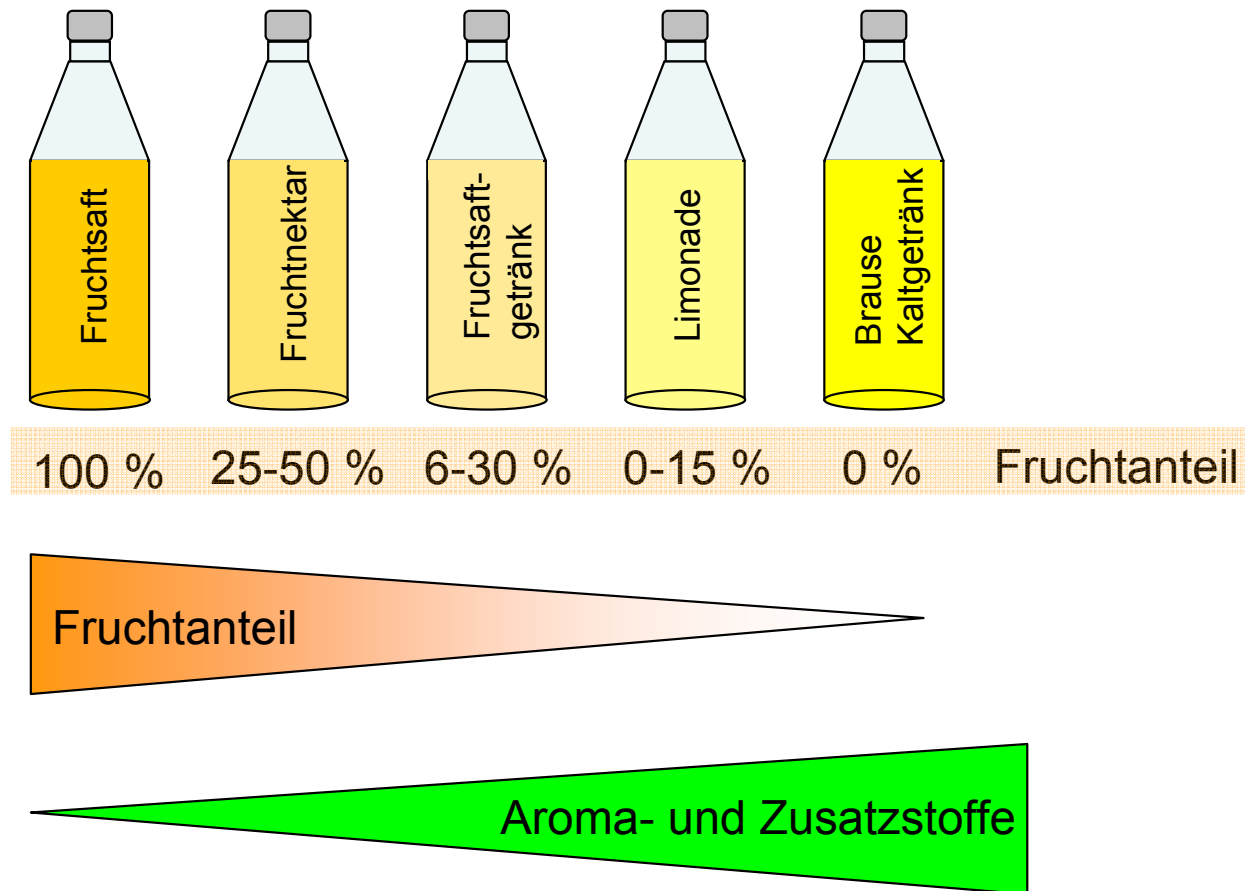 Fruchtsaft
Fruchtnektar
Fruchtsaft-
getränk
Limonade
Brause
Kaltgetränk
100 % 25-50 % 6-30 % 0-15 % 0 % Fruchtanteil
Fruchtanteil
Aroma- und Zusatzstoffe